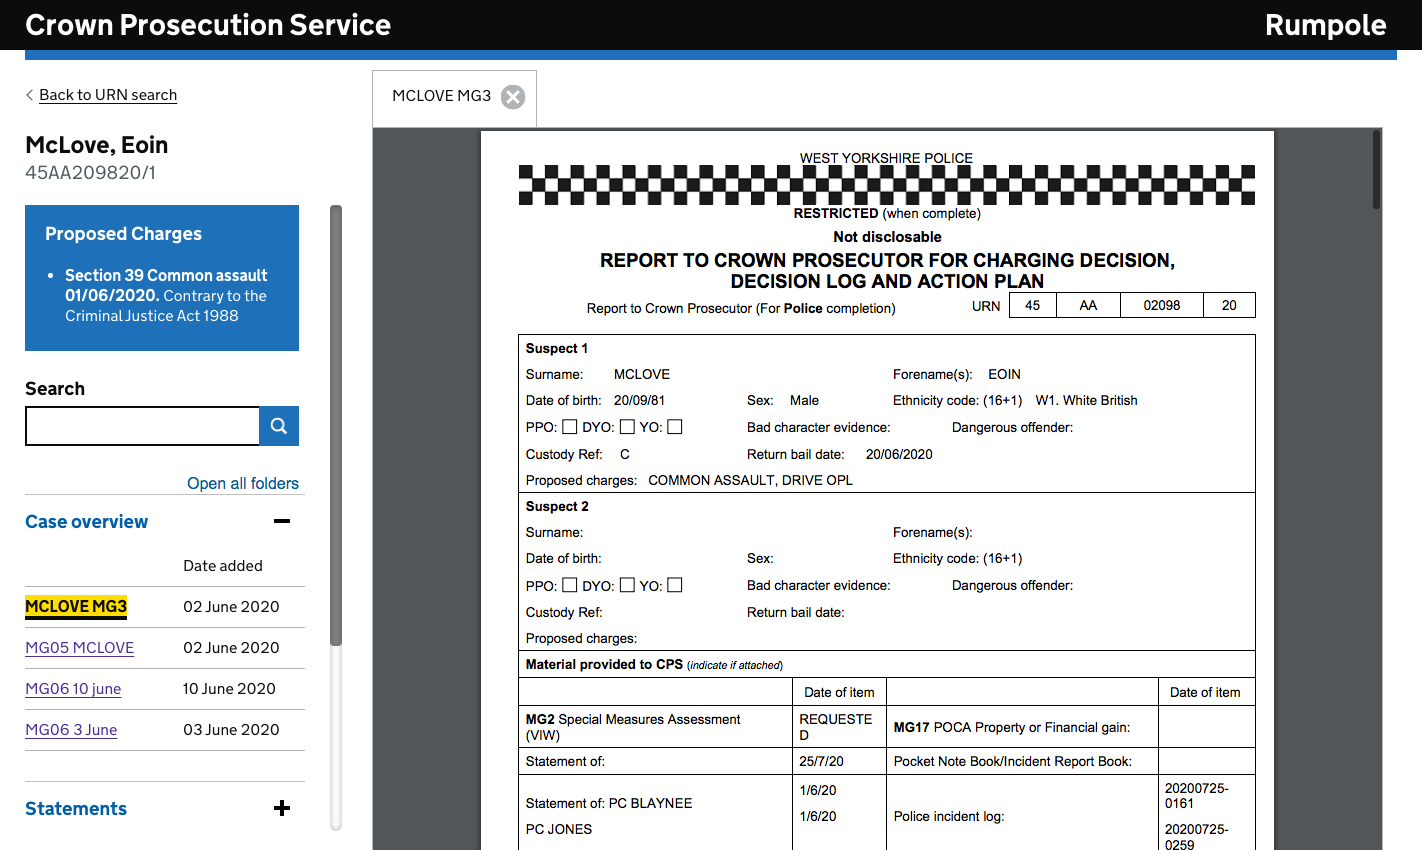 Crown Prosecution Service
Rumpole
Back to URN search
McLove, Eoin
45AA209820/1
Proposed Charges
• Section 39 Common assault
01/06/2020. Contrary to the
Criminal Justice Act 1988
Search
Open all folders
Case overview
Date added
MCLOVE MG3 02 June 2020
MG05 MCLOVE 02 June 2020
MG06 10 june 10 June 2020
MG06 3 June 03 June 2020
Statements
MCLOVE MG3
WEST YORKSHIRE POLICE
RESTRICTED (when complete)
Not disclosable
REPORT TO CROWN PROSECUTOR FOR CHARGING DECISION,
DECISION LOG AND ACTION PLAN
Report to Crown Prosecutor (For Police completion) URN 45 AA 02098 20
Suspect 1
Surname: MCLOVE Forename(s): EOIN
Date of birth: 20/09/81 Sex: Male Ethnicity code: (16+1) W1. White British
PPO: DYO: YO: Bad character evidence: Dangerous offender:
Custody Ref: C Return bail date: 20/06/2020
Proposed charges: COMMON ASSAULT, DRIVE OPL
Suspect 2
Surname: Forename(s):
Date of birth: Sex: Ethnicity code: (16+1)
PPO: DYO: YO: Bad character evidence: Dangerous offender:
Custody Ref: Return bail date:
Proposed charges:
Material provided to CPS (indicate if attached)
Date of item Date of item
MG2 Special Measures Assessment
(VIW)
REQUESTE
D
MG17 POCA Property or Financial gain:
Statement of: 25/7/20 Pocket Note Book/Incident Report Book:
Statement of: PC BLAYNEE
PC JONES
1/6/20
1/6/20
Police incident log:
20200725-
0161
20200725-
0259